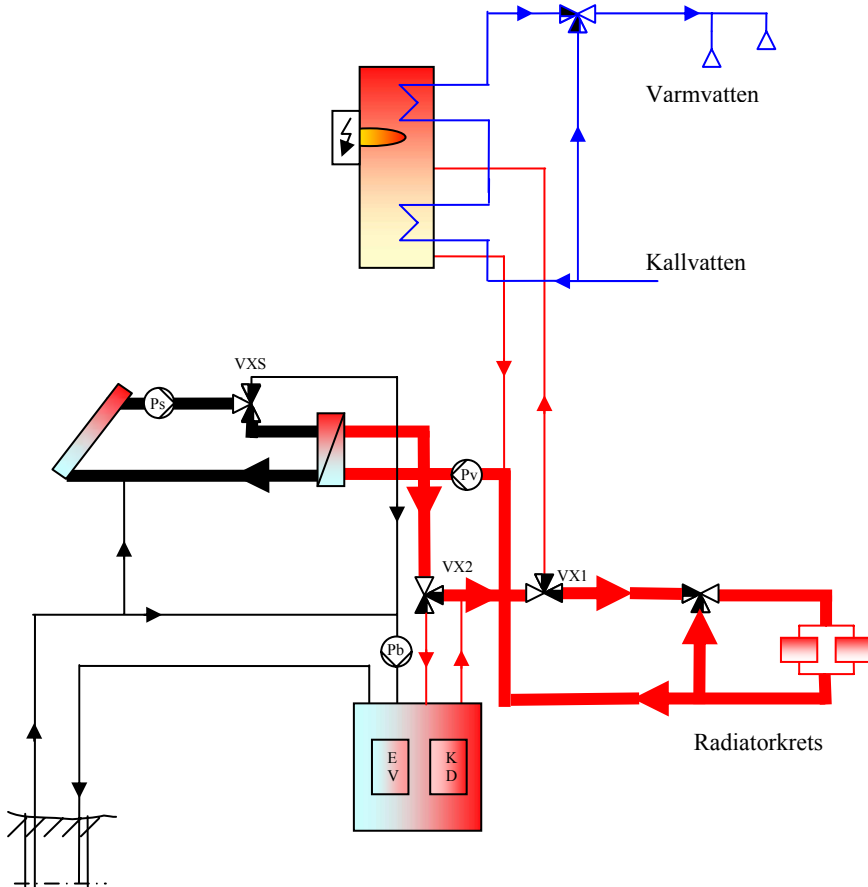 Varmvatten
Kallvatten
VXS
Ps
Pv
VX2
VX1
Pb
Radiatorkrets
E
V
K
D